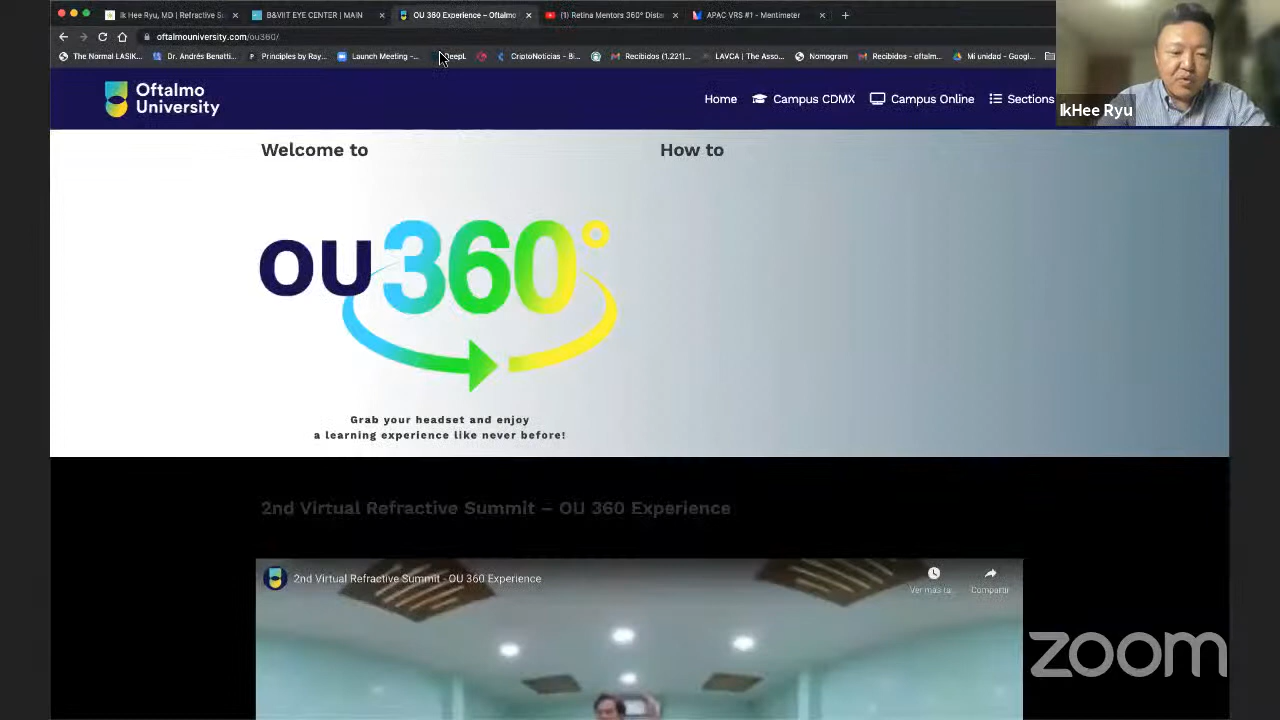 Ik Hee Ryu, MD | Refractive S
B&VIIT EYE CENTER | MAIN
OU 360 Experience – Oftalmo
(1) Retina Mentors 360° Dista
APAC VRS #1 - Mentimeter
oftalmouniversity.com/ou360/
The Normal LASIK...
Dr. Andrés Benatti...
Principles by Ray...
Launch Meeting -...
DeepL
CriptoNoticias - Bi...
Recibidos (1.221)...
LAVCA | The Asso...
Nomogram
Recibidos - oftalm...
Mi unidad - Googl...
Oftalmo
University
Home
Campus CDMX
Campus Online
Sections
IkHee Ryu
Welcome to
How to
OU360°
Grab your headset and enjoy
a learning experience like never before!
2nd Virtual Refractive Summit – OU 360 Experience
2nd Virtual Refractive Summit - OU 360 Experience
Ver más ta...
Compartir
zoom